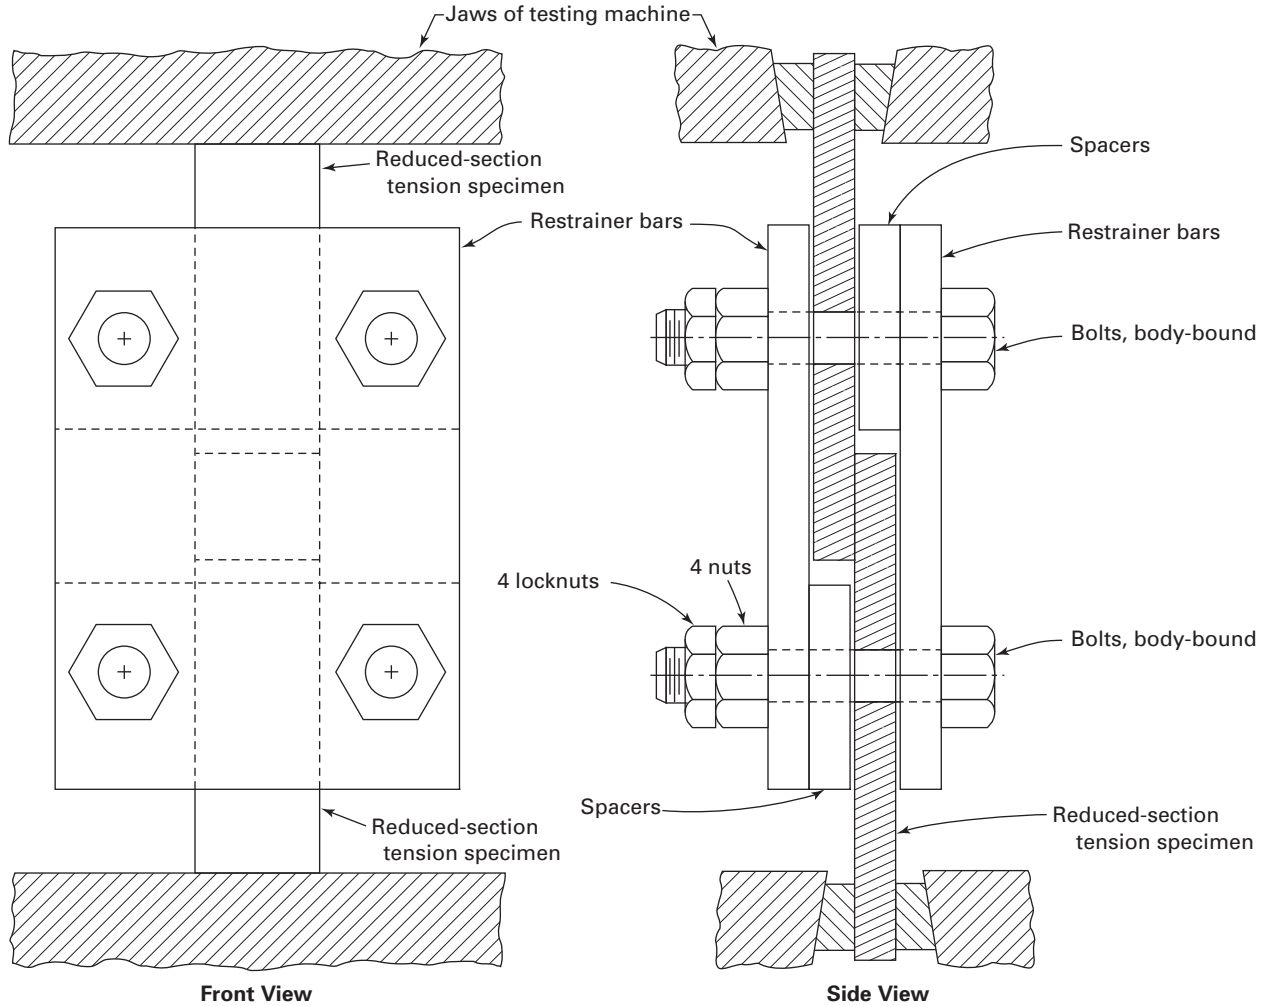 Jaws of testing machine
Reduced-section
tension specimen
Spacers
Restrainer bars
Restrainer bars
Bolts, body-bound
4 locknuts
4 nuts
Bolts, body-bound
Spacers
Reduced-section
tension specimen
Reduced-section
tension specimen
Front View
Side View